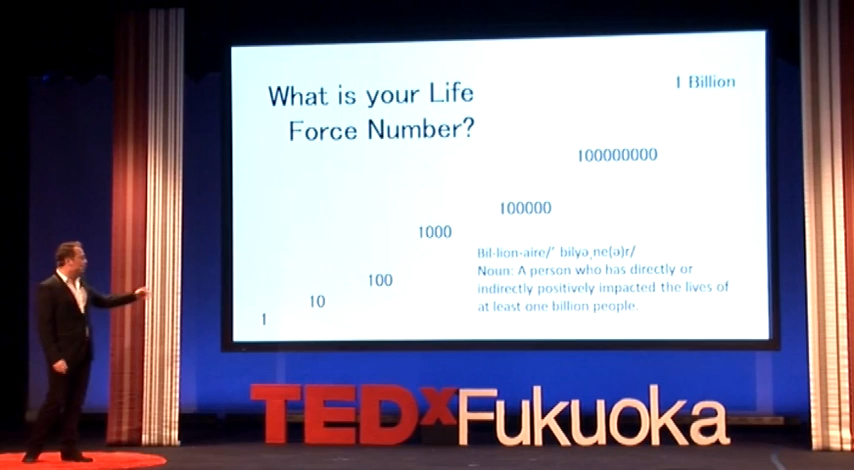 What is your Life
Force Number?
1 Billion
100000000
100000
1000
100
10
1
Bil-lion-aire/' bilyə,ne(ə)r/
Noun: A person who has directly or
indirectly positively impacted the lives of
at least one billion people.
TEDxFukuoka